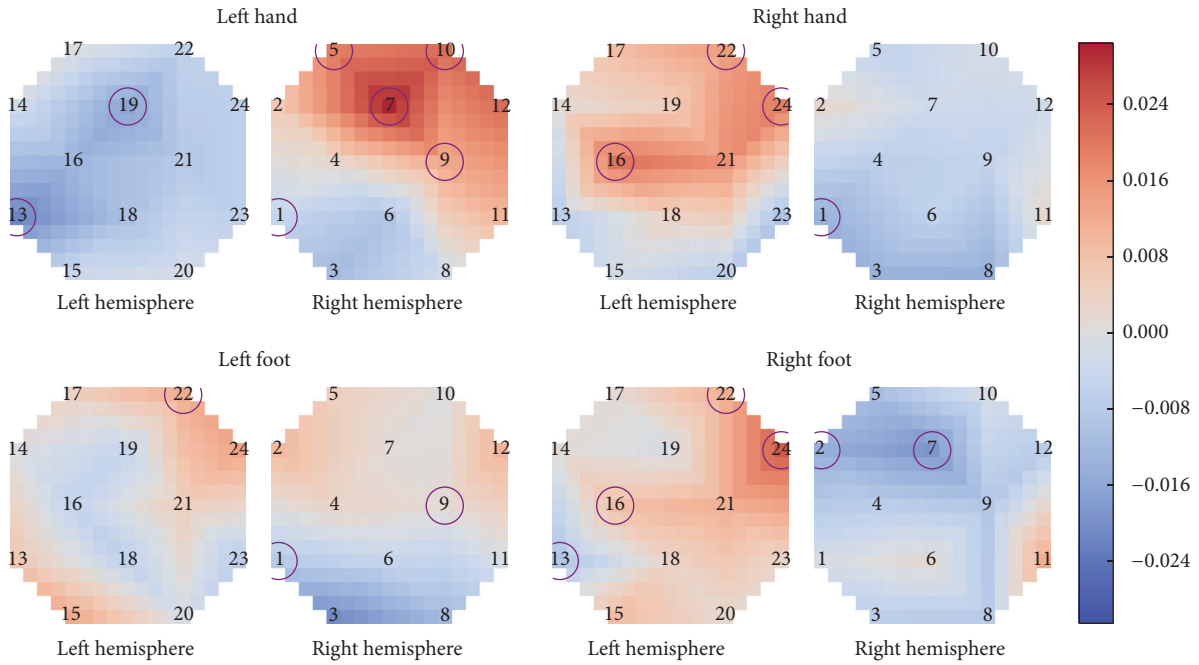 Left hand
Right hand
17 22 5 10 17 22 5 10
14 19 24 2 7 12 14 19 24 2 7 12
16 21 4 9 16 21 4 9
13 18 23 1 6 11 13 18 23 1 6 11
15 20 3 8 15 20 3 8
Left hemisphere Right hemisphere Left hemisphere Right hemisphere
Left foot
Right foot
17 22 5 10 17 22 5 10
14 19 24 2 7 12 14 19 24 2 7 12
16 21 4 9 16 21 4 9
13 18 23 1 6 11 13 18 23 1 6 11
15 20 3 8 15 20 3 8
Left hemisphere Right hemisphere Left hemisphere Right hemisphere
0.024
0.016
0.008
0.000
−0.008
−0.016
−0.024